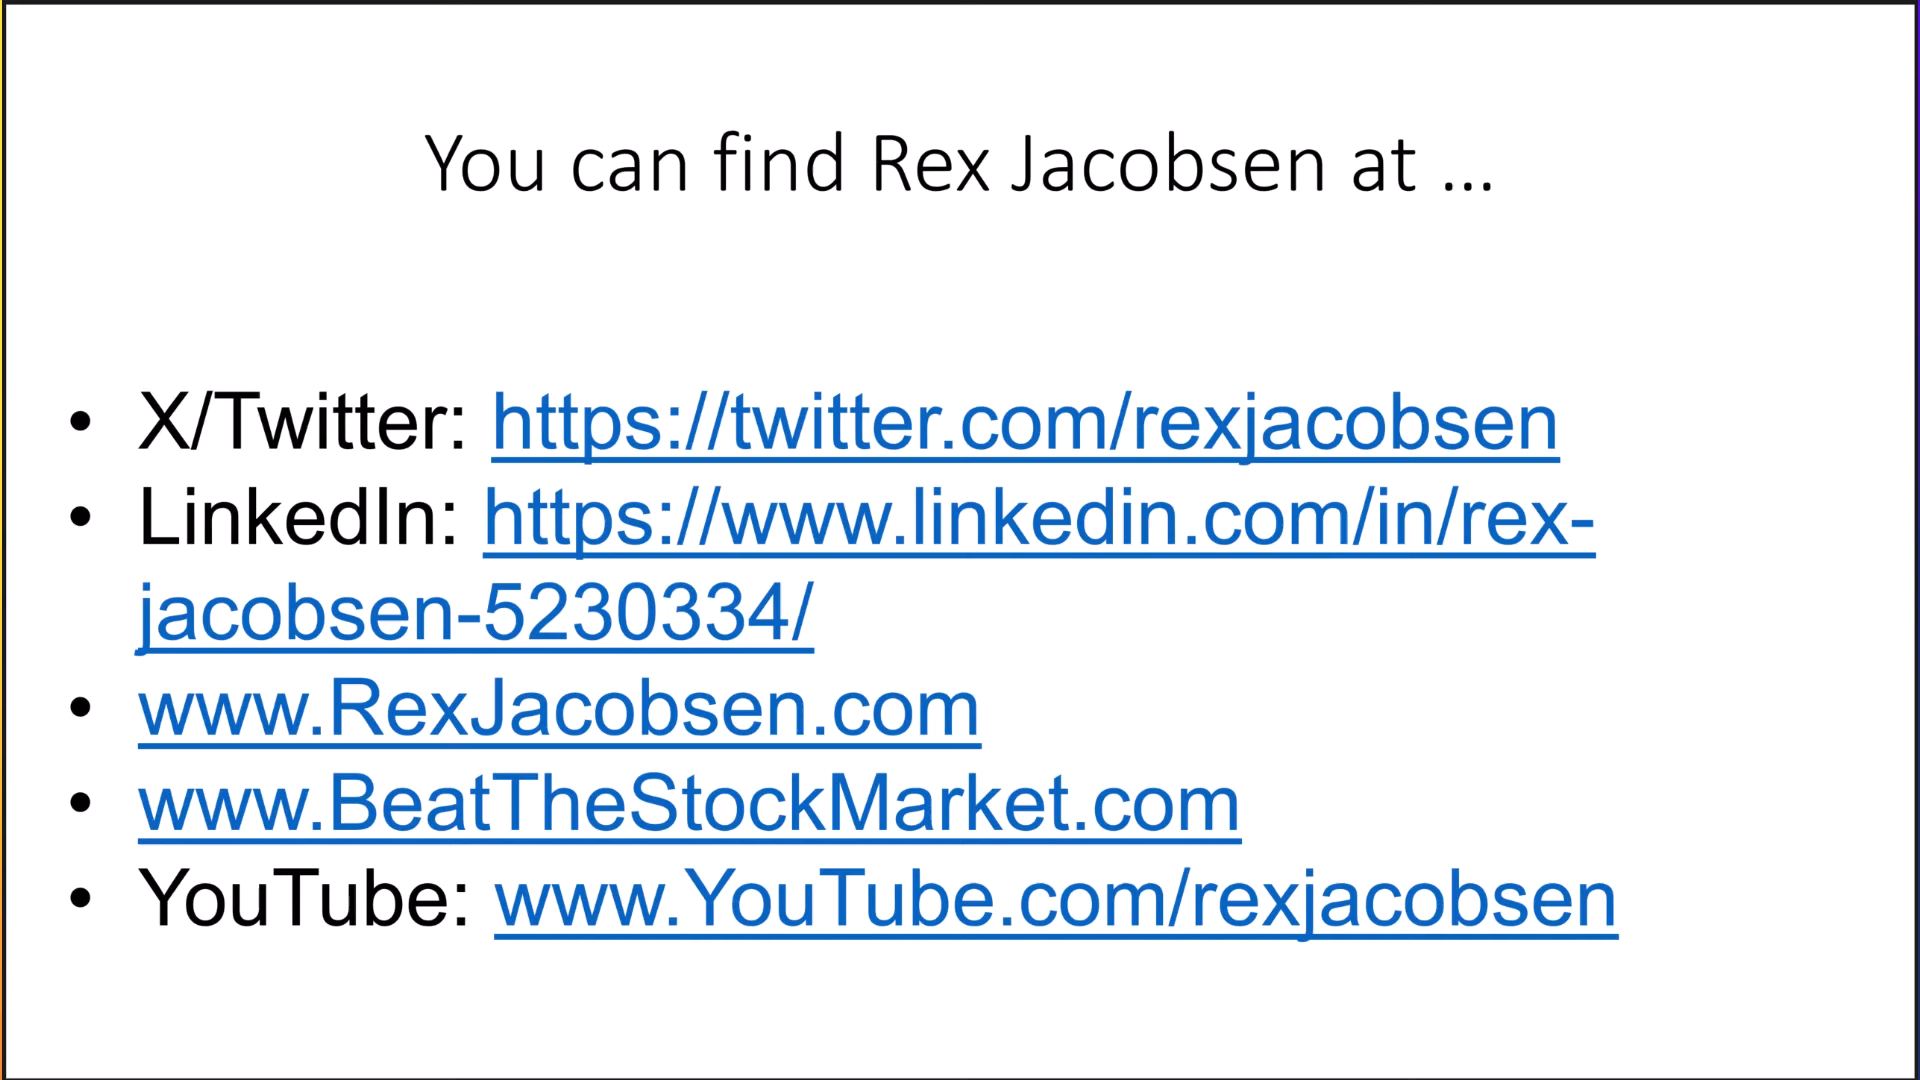 You can find Rex Jacobsen at ...
• X/Twitter: https://twitter.com/rexjacobsen
• LinkedIn: https://www.linkedin.com/in/rex-
jacobsen-5230334/
• www.RexJacobsen.com
• www.BeatTheStockMarket.com
• YouTube: www.YouTube.com/rexjacobsen